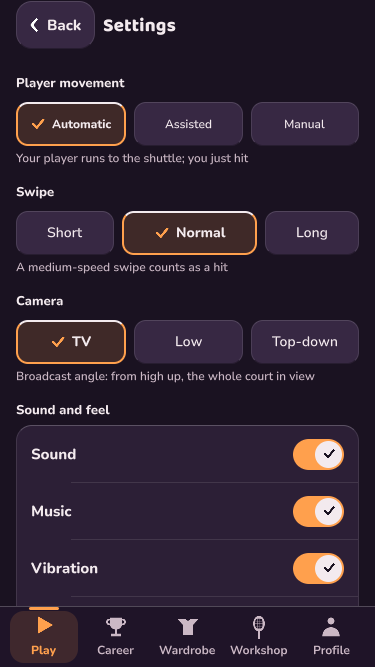 Back
Settings
Player movement
Automatic
Assisted
Manual
Your player runs to the shuttle; you just hit
Swipe
Short
Normal
Long
A medium-speed swipe counts as a hit
Camera
TV
Low
Top-down
Broadcast angle: from high up, the whole court in view
Sound and feel
Sound
Music
Vibration
Play
Career
Wardrobe
Workshop
Profile